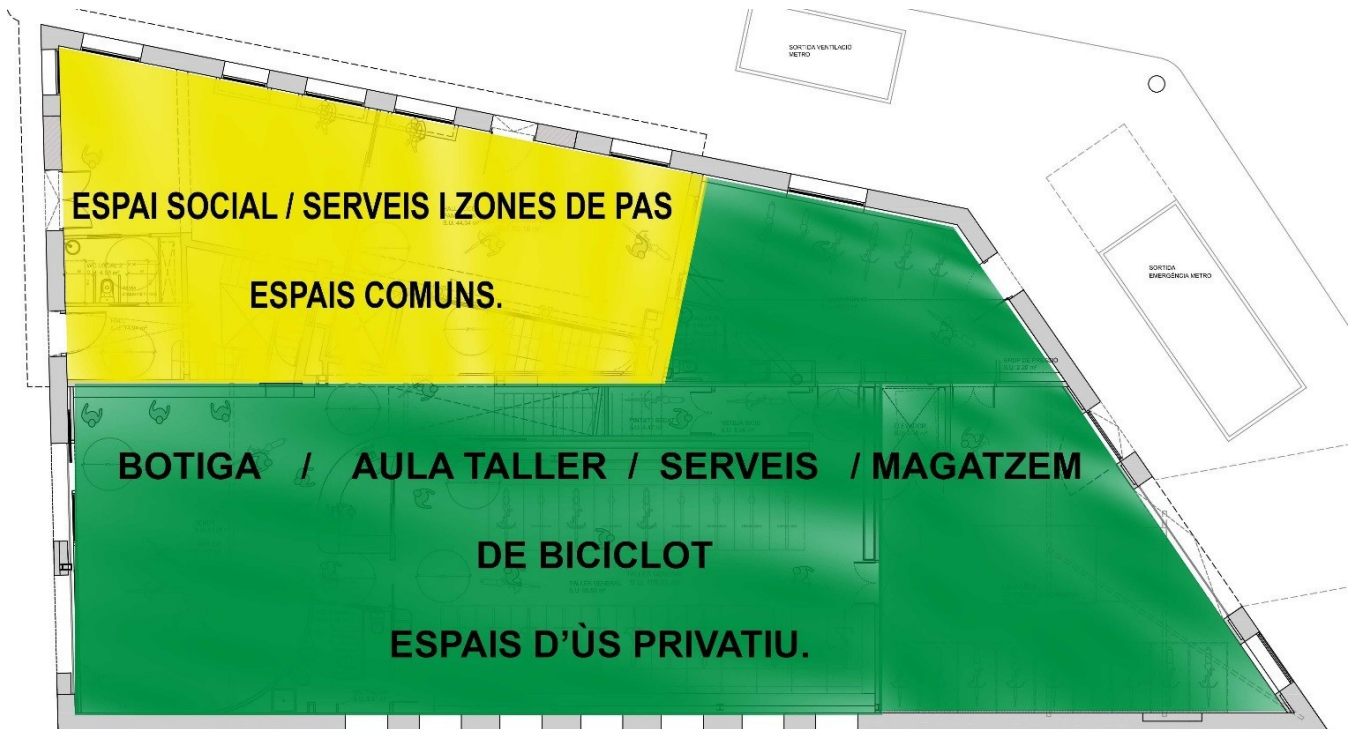 SORTIDA VENTILACIÓ
METRO
ESPAI SOCIAL / SERVEIS I ZONES DE PAS
ESPAIS COMUNS.
SORTIDA
EMERGÈNCIA METRO
BOTIGA / AULA TALLER / SERVEIS / MAGATZEM
DE BICICLOT
ESPAIS D'ÙS PRIVATIU.